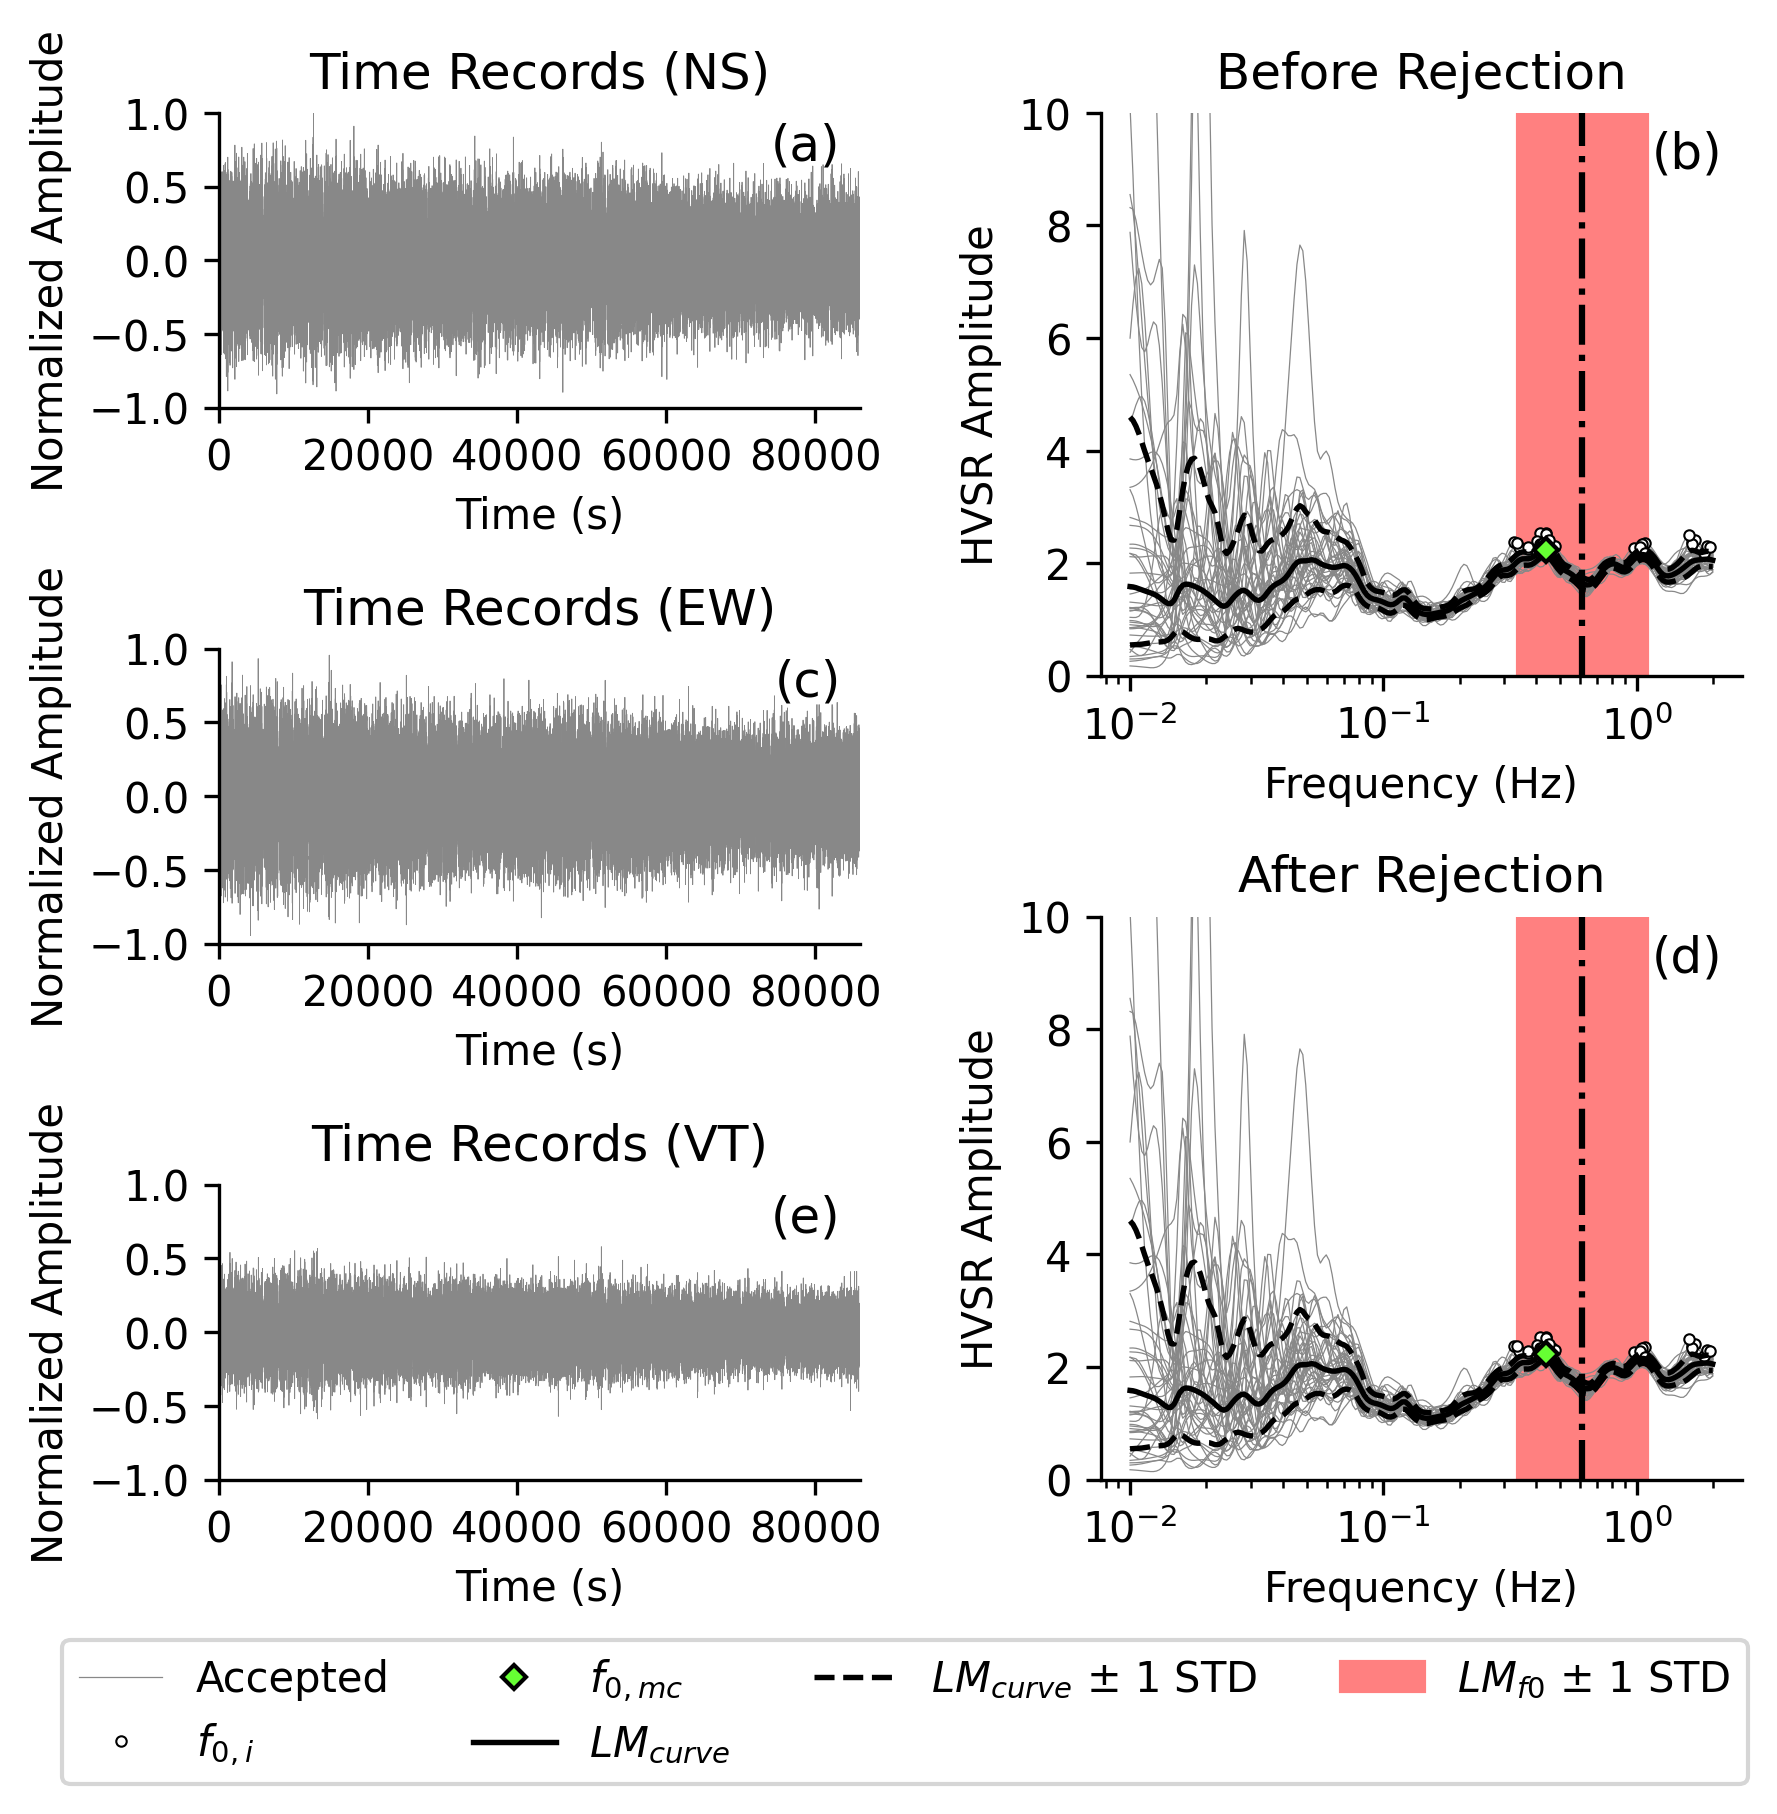 Time Records (NS)
Normalized Amplitude
1.0
0.5
0.0
−0.5
−1.0
(a)
0 20000 40000 60000 80000
Time (s)
Before Rejection
HVSR Amplitude
10
8
6
4
2
0
(b)
10⁻² 10⁻¹ 10⁰
Frequency (Hz)
Time Records (EW)
Normalized Amplitude
1.0
0.5
0.0
−0.5
−1.0
(c)
0 20000 40000 60000 80000
Time (s)
After Rejection
HVSR Amplitude
10
8
6
4
2
0
(d)
10⁻² 10⁻¹ 10⁰
Frequency (Hz)
Time Records (VT)
Normalized Amplitude
1.0
0.5
0.0
−0.5
−1.0
(e)
0 20000 40000 60000 80000
Time (s)
Accepted
f0,i
f0,mc
LMcurve
LMcurve ± 1 STD
LMf0 ± 1 STD